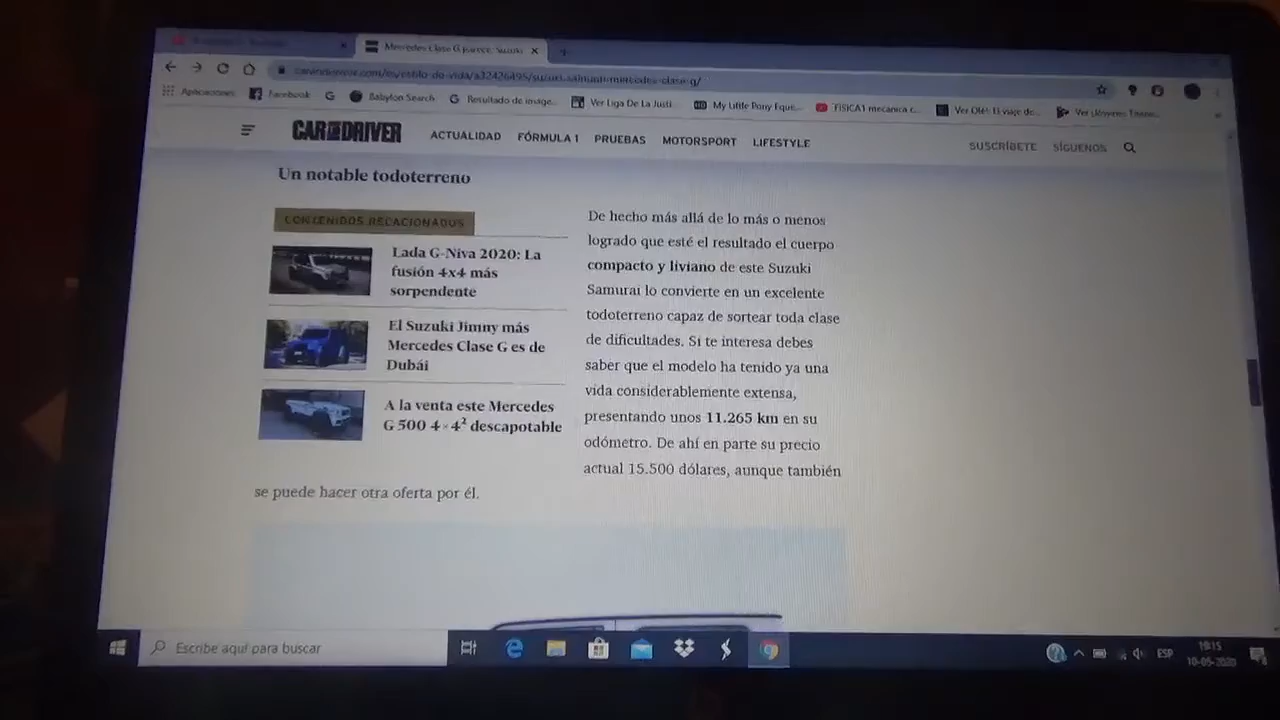 Mercedes Clase G parece, Suzuki
Aplicaciones
Facebook
Babylon Search
Resultado de image...
Ver Liga De La Justi...
My Little Pony Eque...
FISICA1 mecanica c...
CAR AND DRIVER
ACTUALIDAD
FÓRMULA 1
PRUEBAS
MOTORSPORT
LIFESTYLE
SUSCRÍBETE
SÍGUENOS
Un notable todoterreno
CONTENIDOS RELACIONADOS
Lada G-Niva 2020: La
fusión 4x4 más
sorpendente
El Suzuki Jimny más
Mercedes Clase G es de
Dubái
A la venta este Mercedes
G 500 4×4² descapotable
De hecho más allá de lo más o menos
logrado que esté el resultado el cuerpo
compacto y liviano de este Suzuki
Samurai lo convierte en un excelente
todoterreno capaz de sortear toda clase
de dificultades. Si te interesa debes
saber que el modelo ha tenido ya una
vida considerablemente extensa,
presentando unos 11.265 km en su
odómetro. De ahí en parte su precio
actual 15.500 dólares, aunque también
se puede hacer otra oferta por él.
Escribe aquí para buscar
ESP
19:15
10-05-2020